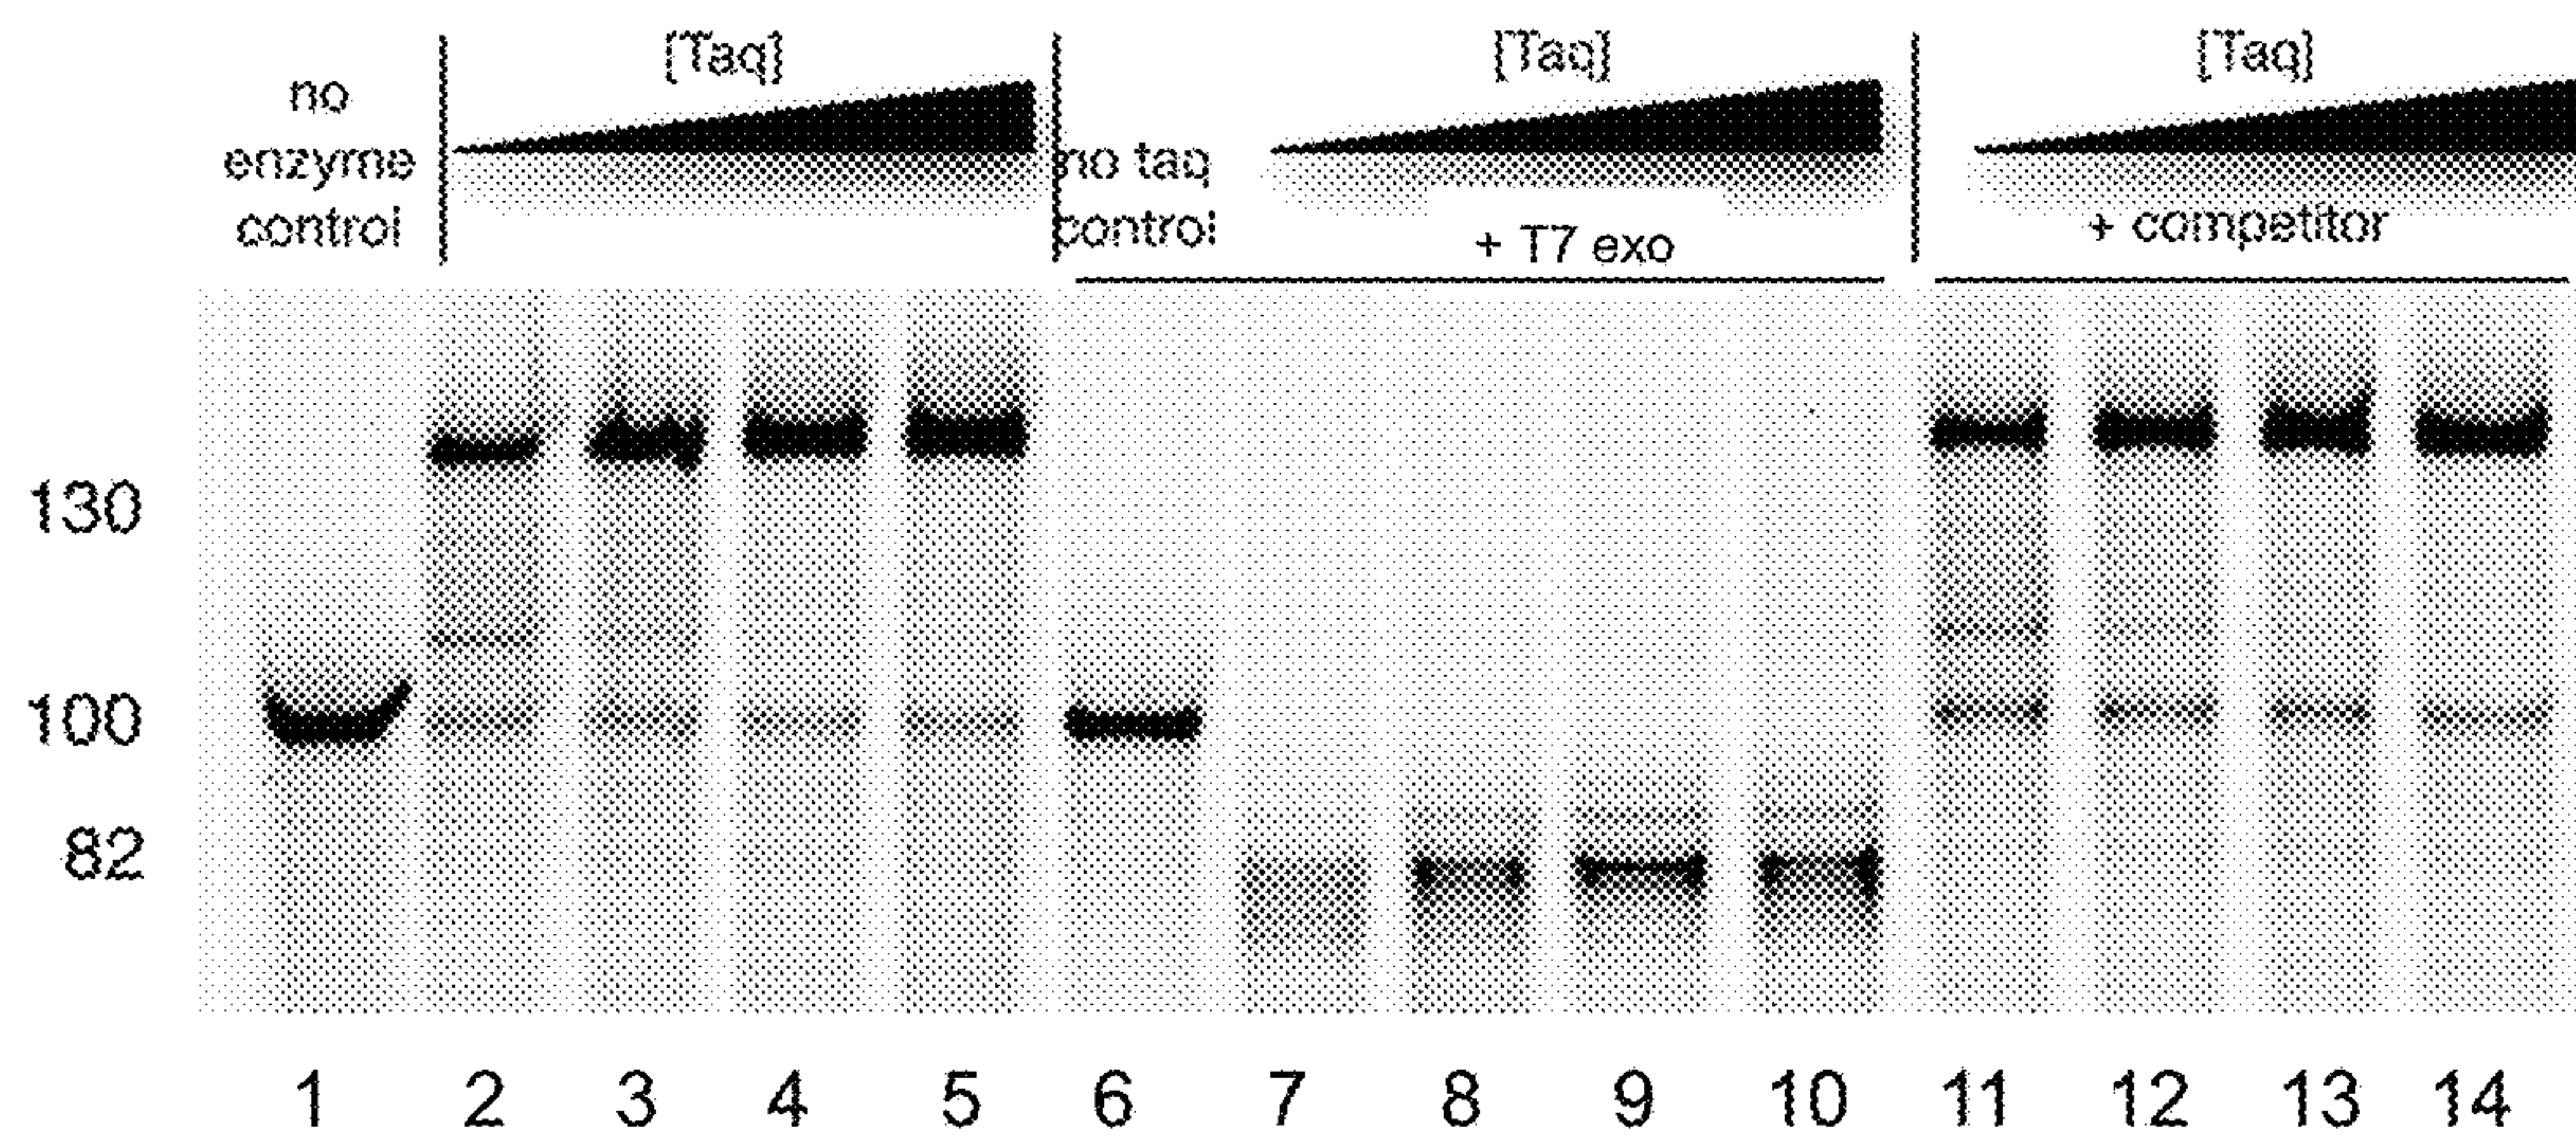 no
enzyme
control
[Taq]
no taq
control
[Taq]
+ T7 exo
[Taq]
+ competitor
130
100
82
1 2 3 4 5 6 7 8 9 10 11 12 13 14